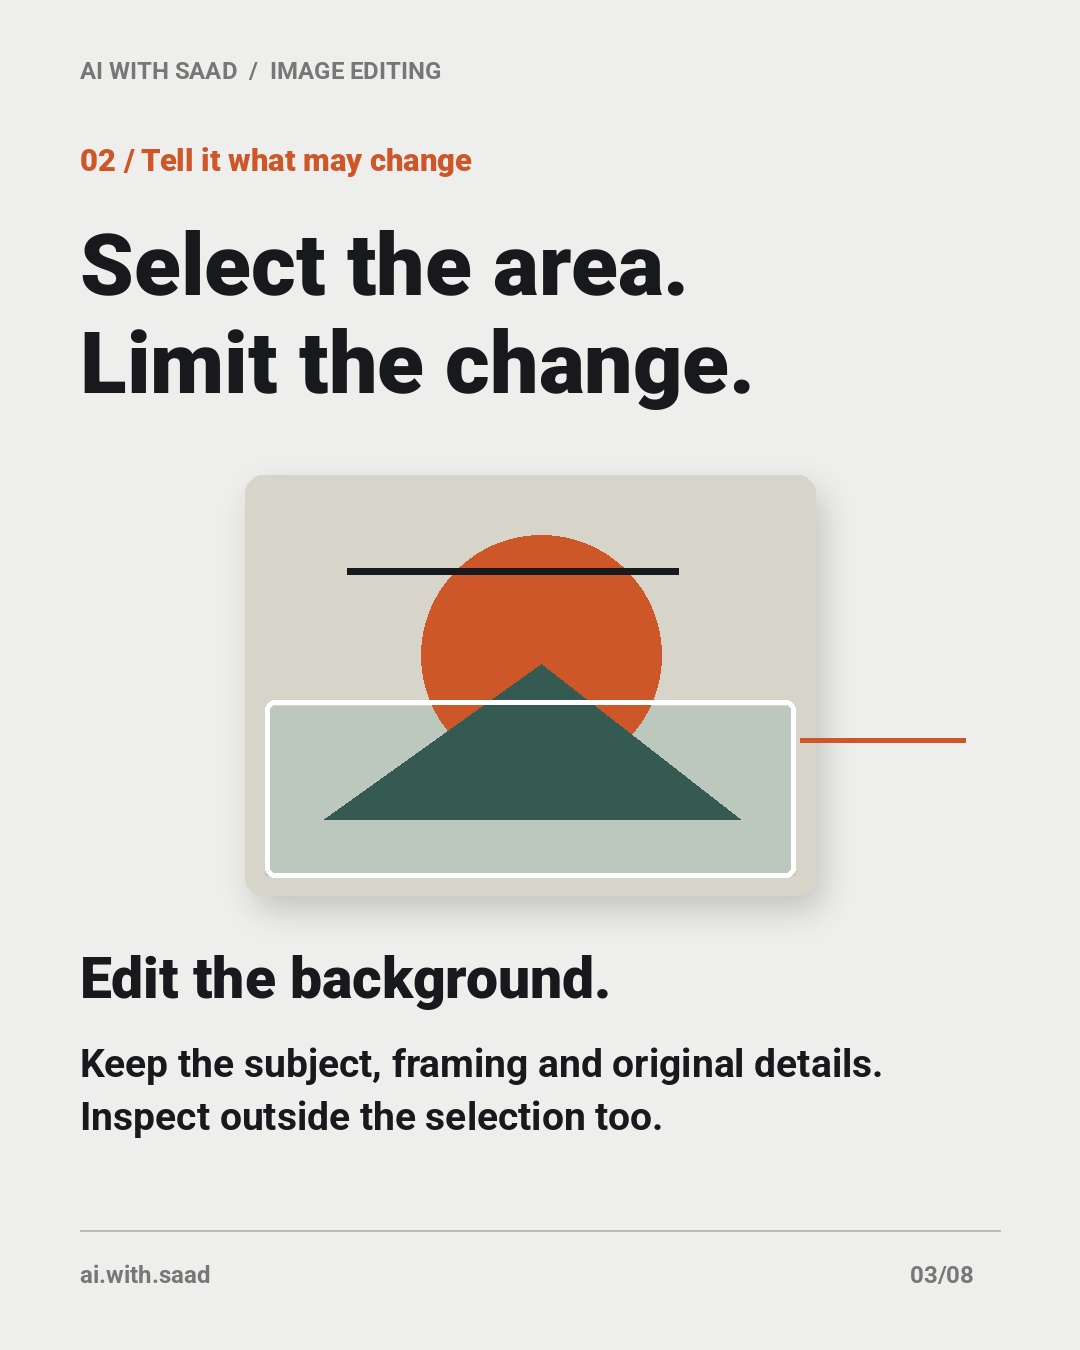 AI WITH SAAD / IMAGE EDITING
02 / Tell it what may change
Select the area.
Limit the change.
Edit the background.
Keep the subject, framing and original details.
Inspect outside the selection too.
ai.with.saad
03/08